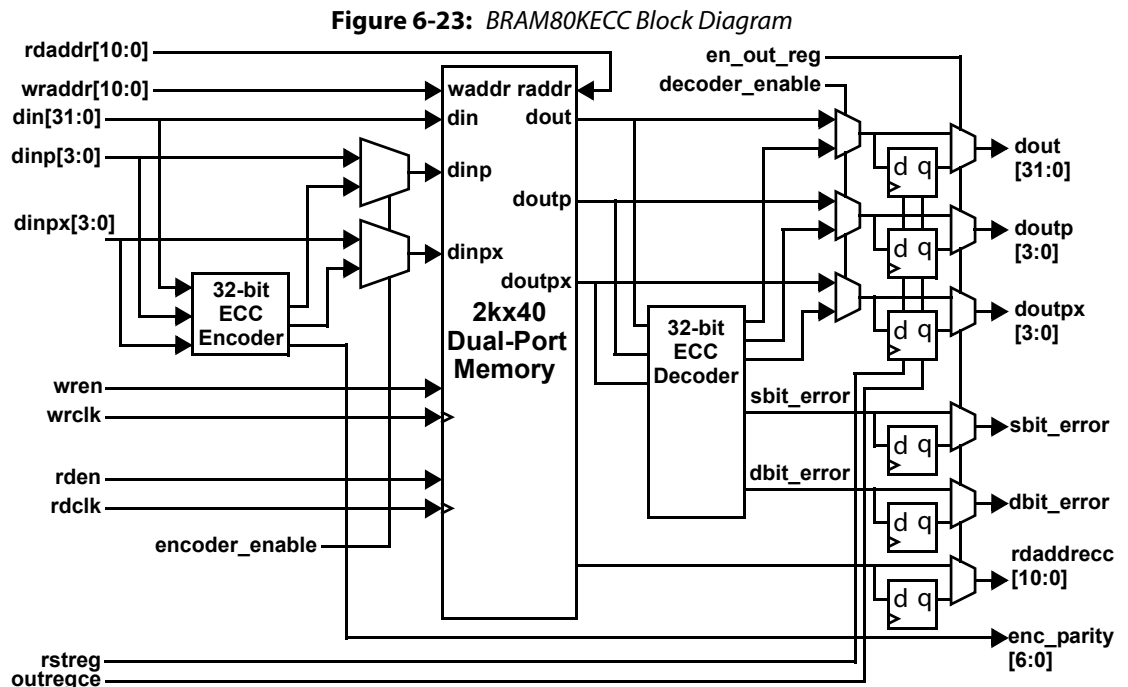 Figure 6-23: BRAM80KECC Block Diagram
rdaddr[10:0]
wraddr[10:0]
din[31:0]
dinp[3:0]
dinpx[3:0]
32-bit
ECC
Encoder
wren
wrclk
rden
rdclk
encoder_enable
rstreg
outregce
waddr raddr
din dout
dinp
doutp
dinpx
doutpx
2kx40
Dual-Port
Memory
32-bit
ECC
Decoder
sbit_error
dbit_error
en_out_reg
decoder_enable
d q
d q
d q
d q
d q
d q
dout
[31:0]
doutp
[3:0]
doutpx
[3:0]
sbit_error
dbit_error
rdaddrecc
[10:0]
enc_parity
[6:0]